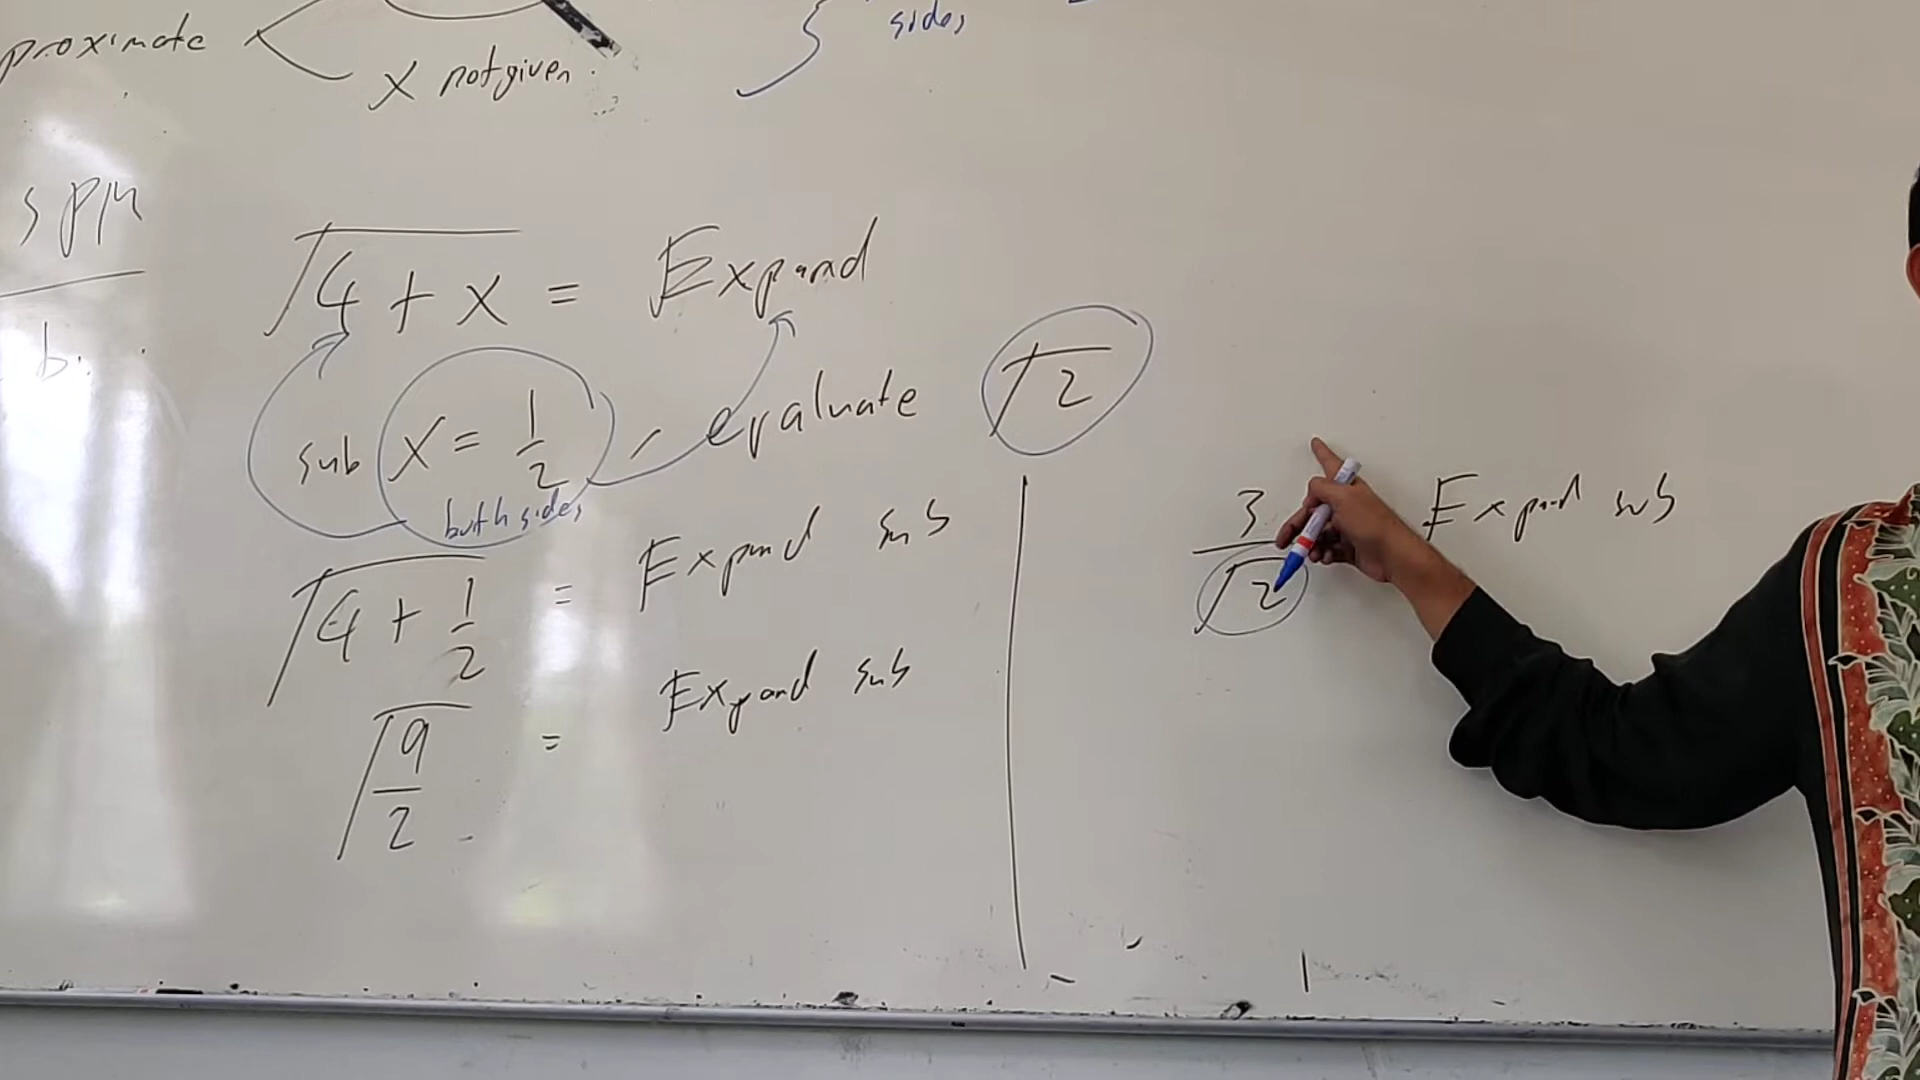 proximate
x not given
sides
SPM
b.
√4 + x = Expand
sub x = 1/2, evaluate √2
both sides
√4 + 1/2 = Expand sub
√9/2 = Expand sub
3/√2 Expand sub